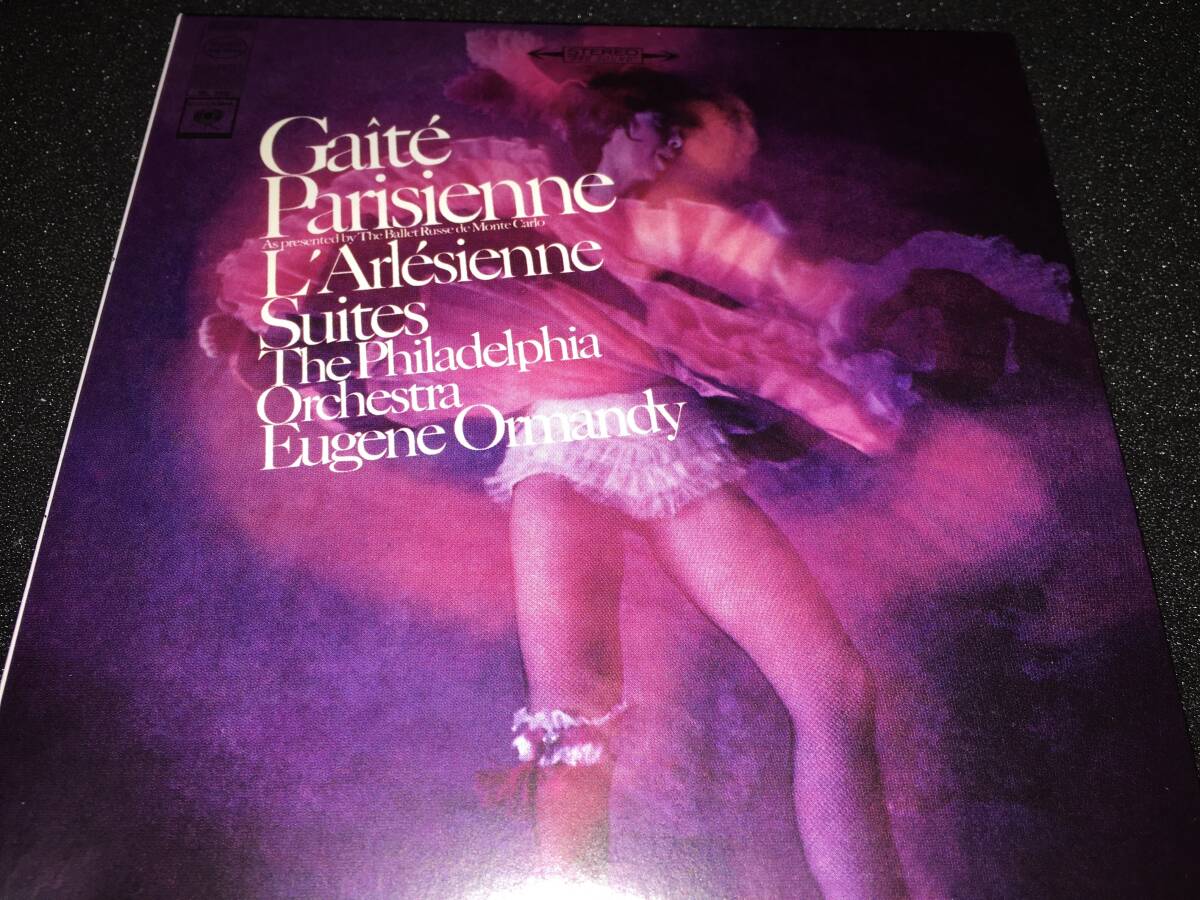 STEREO
Gaîté
Parisienne
As presented by The Ballet Russe de Monte Carlo
L'Arlésienne
Suites
The Philadelphia
Orchestra
Eugene Ormandy